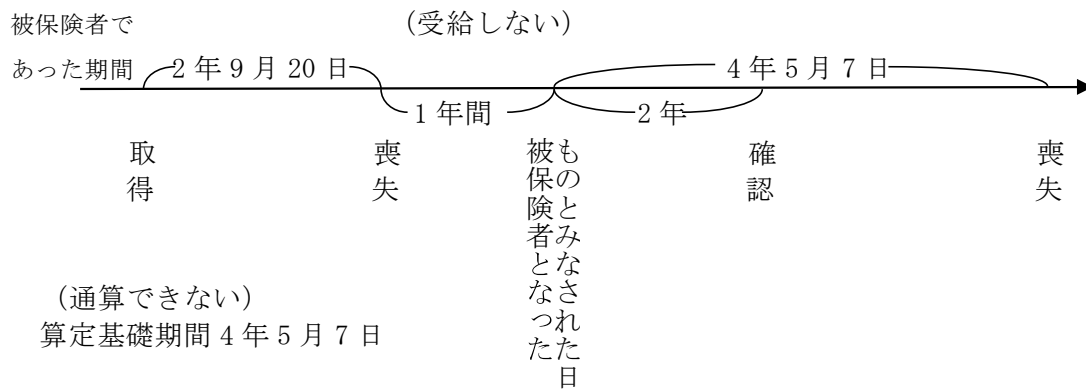 被保険者で
あった期間
(受給しない)
2年9月20日
4年5月7日
1年間
2年
取得
喪失
被保険者となった
ものとみなされた日
確認
喪失
(通算できない)
算定基礎期間4年5月7日